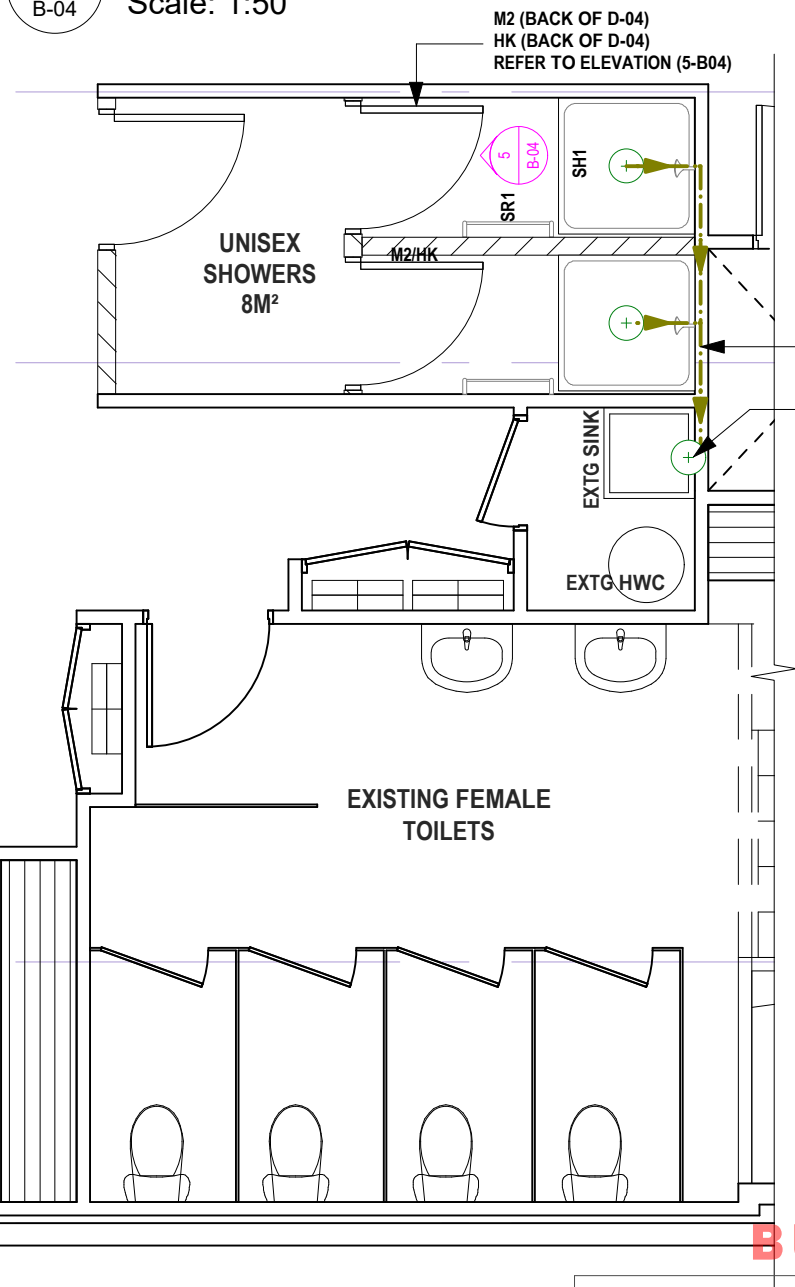 B-04
Scale: 1:50
M2 (BACK OF D-04)
HK (BACK OF D-04)
REFER TO ELEVATION (5-B04)
5
B-04
SH1
SR1
UNISEX
SHOWERS
8M²
M2/HK
EXTG SINK
EXTG HWC
EXISTING FEMALE
TOILETS
B